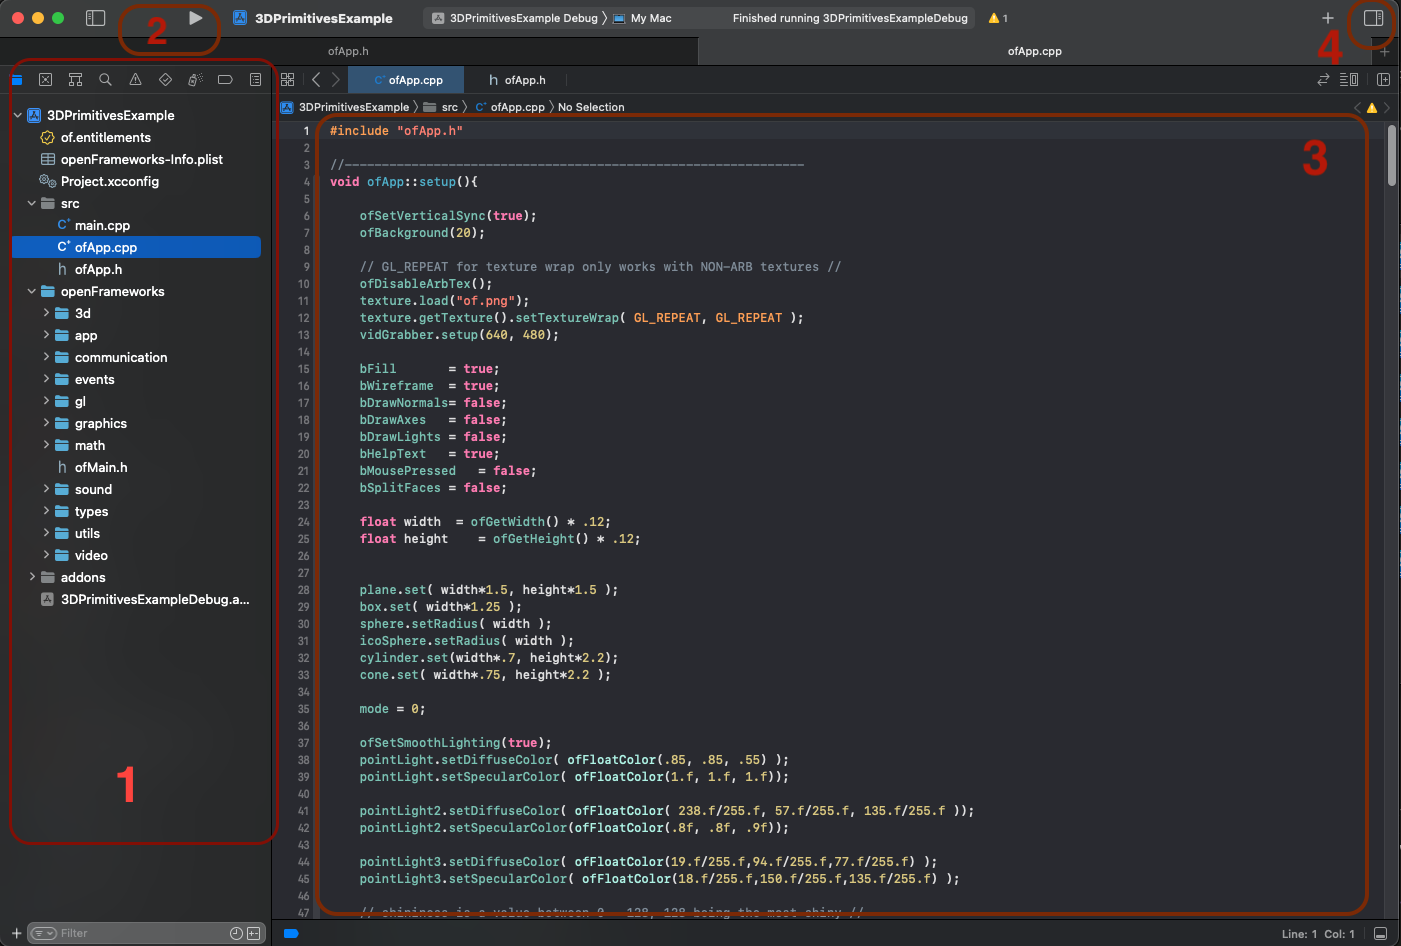 2
3DPrimitivesExample
3DPrimitivesExample Debug 〉 My Mac
Finished running 3DPrimitivesExampleDebug
1
4
ofApp.h
ofApp.cpp
ofApp.cpp
ofApp.h
3DPrimitivesExample 〉 src 〉 ofApp.cpp 〉 No Selection
3DPrimitivesExample
of.entitlements
openFrameworks-Info.plist
Project.xcconfig
src
main.cpp
ofApp.cpp
ofApp.h
openFrameworks
3d
app
communication
events
gl
graphics
math
ofMain.h
sound
types
utils
video
addons
3DPrimitivesExampleDebug.a...
1
Filter
3
1 #include "ofApp.h"
2
3 //--------------------------------------------------------------
4 void ofApp::setup(){
5
6 ofSetVerticalSync(true);
7 ofBackground(20);
8
9 // GL_REPEAT for texture wrap only works with NON-ARB textures //
10 ofDisableArbTex();
11 texture.load("of.png");
12 texture.getTexture().setTextureWrap( GL_REPEAT, GL_REPEAT );
13 vidGrabber.setup(640, 480);
14
15 bFill = true;
16 bWireframe = true;
17 bDrawNormals= false;
18 bDrawAxes = false;
19 bDrawLights = false;
20 bHelpText = true;
21 bMousePressed = false;
22 bSplitFaces = false;
23
24 float width = ofGetWidth() * .12;
25 float height = ofGetHeight() * .12;
26
27
28 plane.set( width*1.5, height*1.5 );
29 box.set( width*1.25 );
30 sphere.setRadius( width );
31 icoSphere.setRadius( width );
32 cylinder.set(width*.7, height*2.2);
33 cone.set( width*.75, height*2.2 );
34
35 mode = 0;
36
37 ofSetSmoothLighting(true);
38 pointLight.setDiffuseColor( ofFloatColor(.85, .85, .55) );
39 pointLight.setSpecularColor( ofFloatColor(1.f, 1.f, 1.f));
40
41 pointLight2.setDiffuseColor( ofFloatColor( 238.f/255.f, 57.f/255.f, 135.f/255.f ));
42 pointLight2.setSpecularColor(ofFloatColor(.8f, .8f, .9f));
43
44 pointLight3.setDiffuseColor( ofFloatColor(19.f/255.f,94.f/255.f,77.f/255.f) );
45 pointLight3.setSpecularColor( ofFloatColor(18.f/255.f,150.f/255.f,135.f/255.f) );
46
47 // shininess is a value between 0 - 128, 128 being the most shiny //
Line: 1 Col: 1